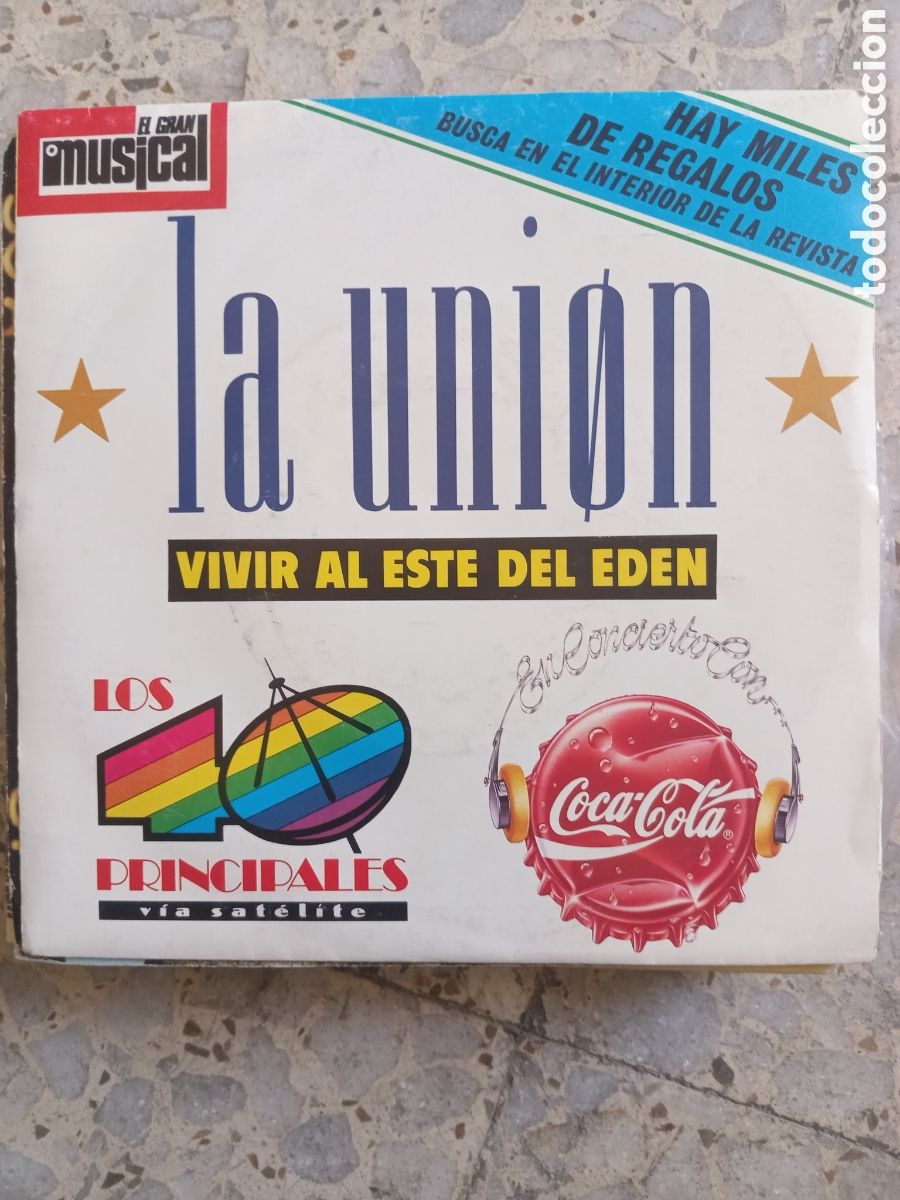 EL GRAN
musical
HAY MILES
DE REGALOS
BUSCA EN EL INTERIOR DE LA REVISTA
la uniøn
VIVIR AL ESTE DEL EDEN
LOS
40
PRINCIPALES
vía satélite
En Concierto Con...
Coca-Cola®
todocoleccion